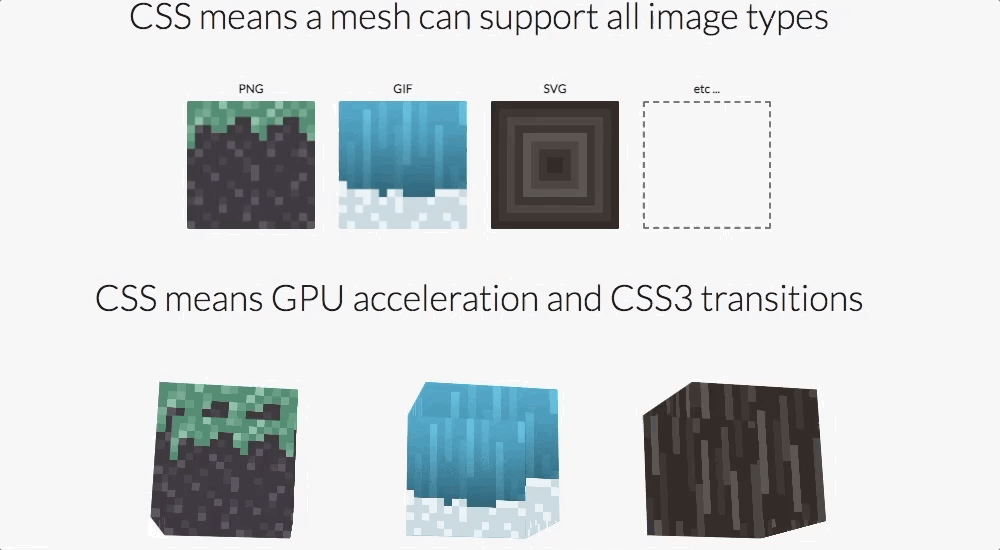 CSS means a mesh can support all image types
PNG GIF SVG etc ...
CSS means GPU acceleration and CSS3 transitions